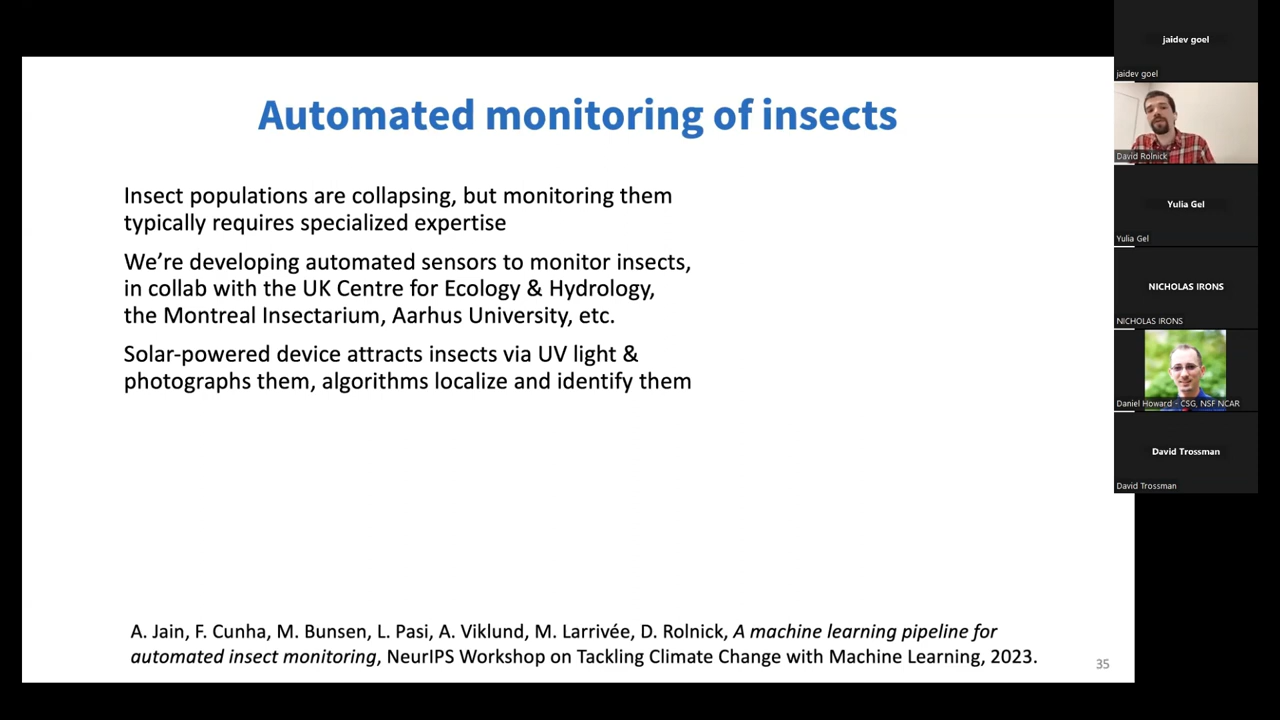 Automated monitoring of insects
Insect populations are collapsing, but monitoring them
typically requires specialized expertise
We’re developing automated sensors to monitor insects,
in collab with the UK Centre for Ecology & Hydrology,
the Montreal Insectarium, Aarhus University, etc.
Solar-powered device attracts insects via UV light &
photographs them, algorithms localize and identify them
A. Jain, F. Cunha, M. Bunsen, L. Pasi, A. Viklund, M. Larrivée, D. Rolnick, A machine learning pipeline for
automated insect monitoring, NeurIPS Workshop on Tackling Climate Change with Machine Learning, 2023.
35
jaidev goel
jaidev goel
David Rolnick
Yulia Gel
Yulia Gel
NICHOLAS IRONS
NICHOLAS IRONS
Daniel Howard - CSG, NSF NCAR
David Trossman
David Trossman